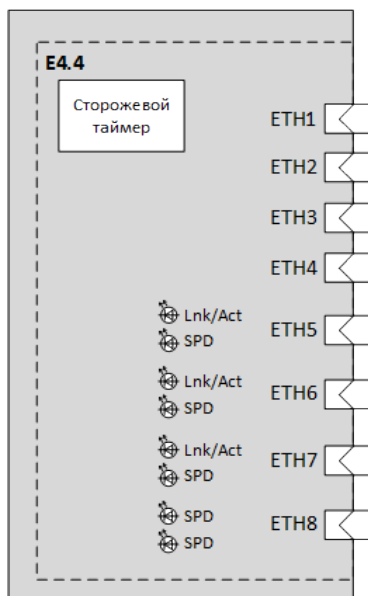 E4.4
Сторожевой
таймер
ETH1
ETH2
ETH3
ETH4
Lnk/Act
SPD
ETH5
Lnk/Act
SPD
ETH6
Lnk/Act
SPD
ETH7
SPD
SPD
ETH8